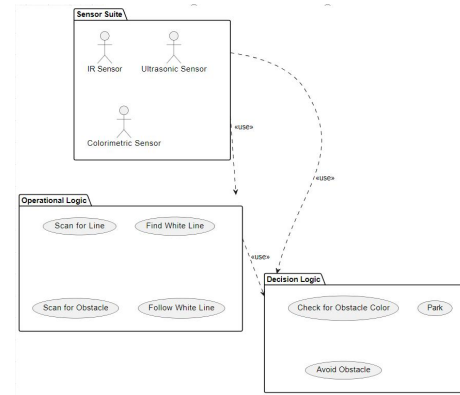 Sensor Suite
IR Sensor
Ultrasonic Sensor
Colorimetric Sensor
«use»
«use»
Operational Logic
Scan for Line
Find White Line
«use»
Decision Logic
Scan for Obstacle
Follow White Line
Check for Obstacle Color
Park
Avoid Obstacle